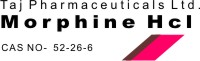 Taj Pharmaceuticals Ltd.
Morphine Hcl
CAS NO- 52-26-6